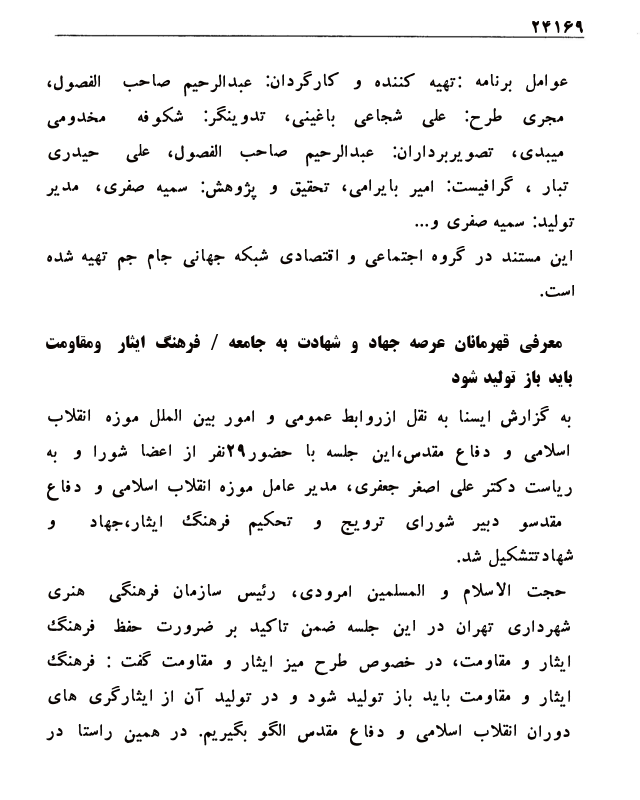 ۲۴۱۶۹
عوامل برنامه :تهیه کننده و کارگردان: عبدالرحیم صاحب الفصول،
مجری طرح: علی شجاعی باغینی، تدوینگر: شکوفه مخدومی
میبدی، تصویربرداران: عبدالرحیم صاحب الفصول، علی حیدری
تبار ، گرافیست: امیر بایرامی، تحقیق و پژوهش: سمیه صفری، مدیر
تولید: سمیه صفری و...
این مستند در گروه اجتماعی و اقتصادی شبکه جهانی جام جم تهیه شده
است.
معرفی قهرمانان عرصه جهاد و شهادت به جامعه / فرهنگ ایثار ومقاومت
باید باز تولید شود
به گزارش ایسنا به نقل ازروابط عمومی و امور بین الملل موزه انقلاب
اسلامی و دفاع مقدس،این جلسه با حضور۲۹نفر از اعضا شورا و به
ریاست دکتر علی اصغر جعفری، مدیر عامل موزه انقلاب اسلامی و دفاع
مقدسو دبیر شورای ترویج و تحکیم فرهنگ ایثار،جهاد و
شهادتتشکیل شد.
حجت الاسلام و المسلمین امرودی، رئیس سازمان فرهنگی هنری
شهرداری تهران در این جلسه ضمن تاکید بر ضرورت حفظ فرهنگ
ایثار و مقاومت، در خصوص طرح میز ایثار و مقاومت گفت : فرهنگ
ایثار و مقاومت باید باز تولید شود و در تولید آن از ایثارگری های
دوران انقلاب اسلامی و دفاع مقدس الگو بگیریم. در همین راستا در